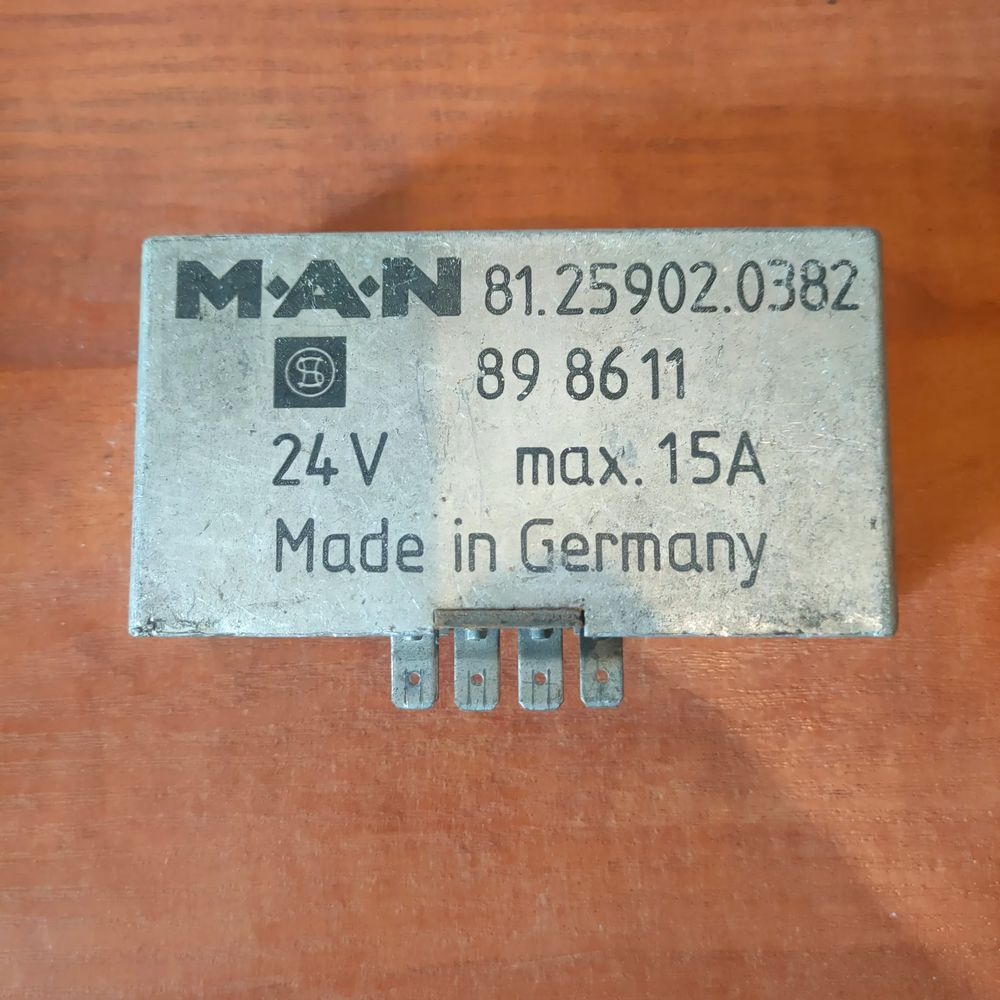 M·A·N 81.25902.0382
89 8611
24V max. 15A
Made in Germany